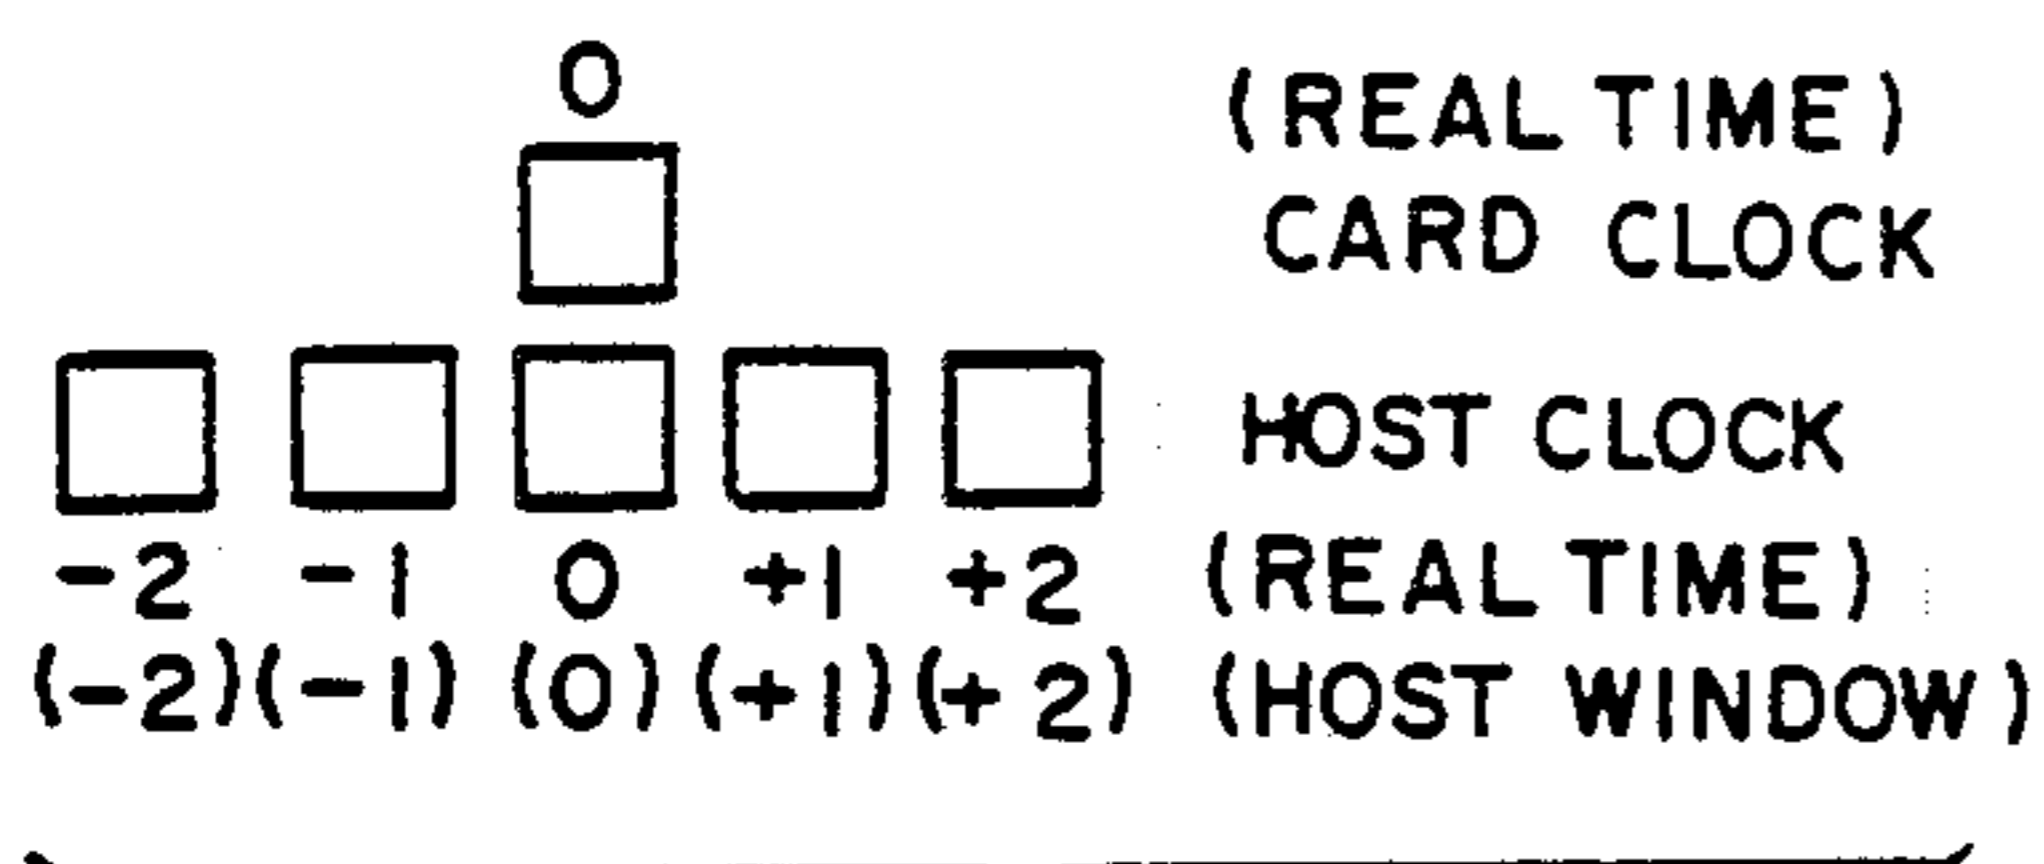 0 (REAL TIME)
CARD CLOCK
HOST CLOCK
-2 -1 0 +1 +2 (REAL TIME)
(-2)(-1) (0) (+1)(+2) (HOST WINDOW)